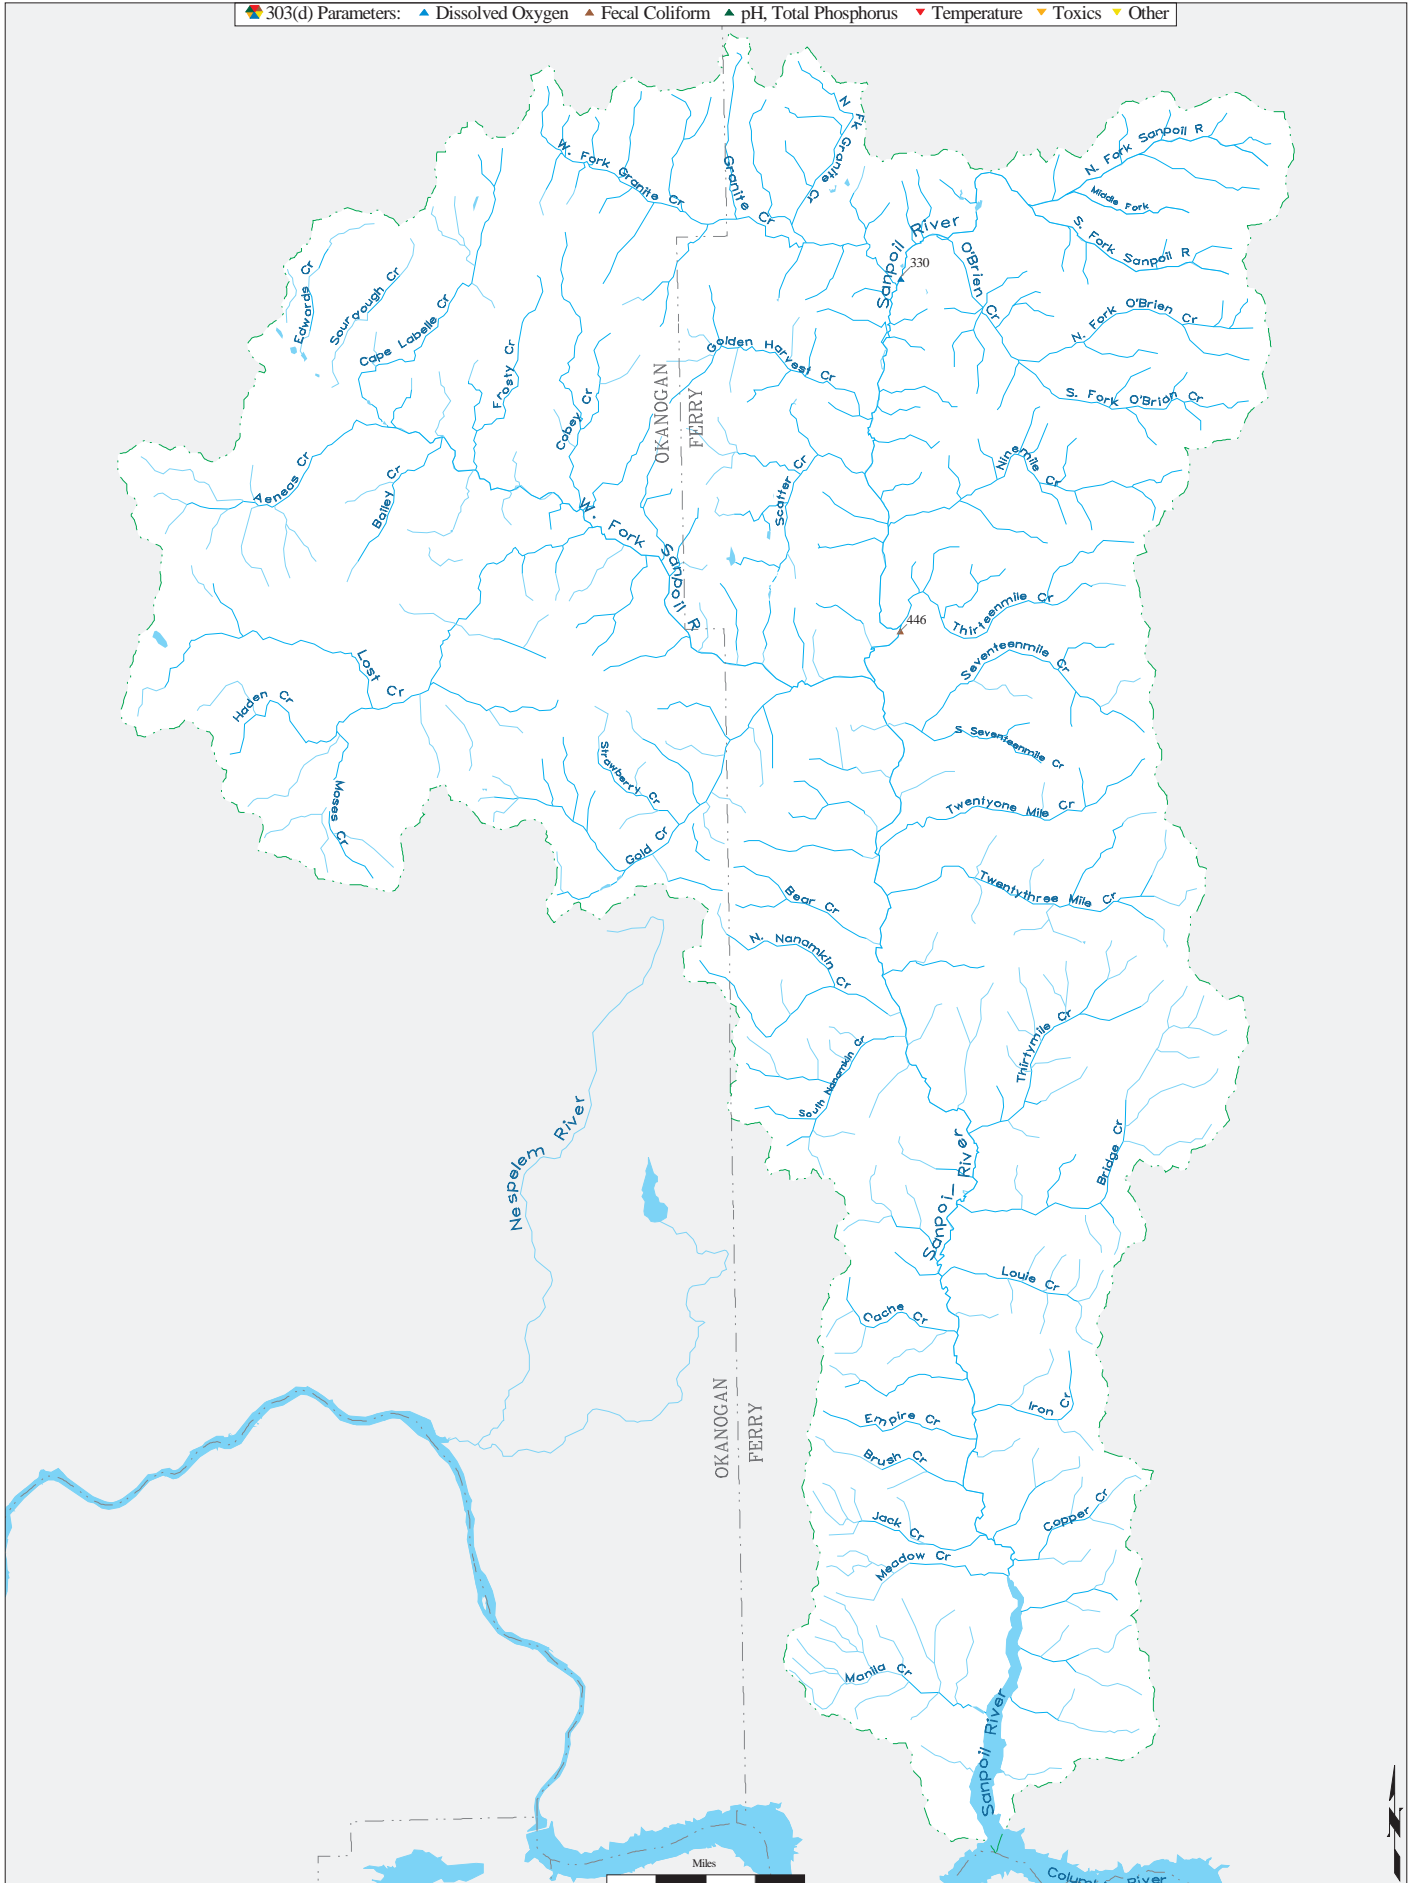 303(d) Parameters: Dissolved Oxygen Fecal Coliform pH, Total Phosphorus Temperature Toxics Other
N Fk Granite Cr
N. Fork Sanpoil R
W. Fork Granite Cr
Granite Cr
Middle Fork
Sanpoil River
S. Fork Sanpoil R
O'Brien Cr
330
Edwards Cr
Sourdough Cr
Cape Labelle Cr
N. Fork O'Brien Cr
Golden Harvest Cr
Frosty Cr
OKANOGAN
FERRY
S. Fork O'Brian Cr
Cobey Cr
Aeneas Cr
Bailey Cr
Scatter Cr
Ninemile Cr
W. Fork Sanpoil R
446
Thirteenmile Cr
Seventeenmile Cr
Lost Cr
Haden Cr
S Seventeenmile Cr
Strawberry Cr
Moses Cr
Twentyone Mile Cr
Gold Cr
Twentythree Mile Cr
Bear Cr
N. Nanamkin Cr
Thirtymile Cr
South Nanamkin Cr
Nespelem River
Bridge Cr
Sanpoi_ River
Louie Cr
Cache Cr
OKANOGAN
FERRY
Iron Cr
Empire Cr
Brush Cr
Copper Cr
Jack Cr
Meadow Cr
Manila Cr
Sanpoil River
N
Miles
River